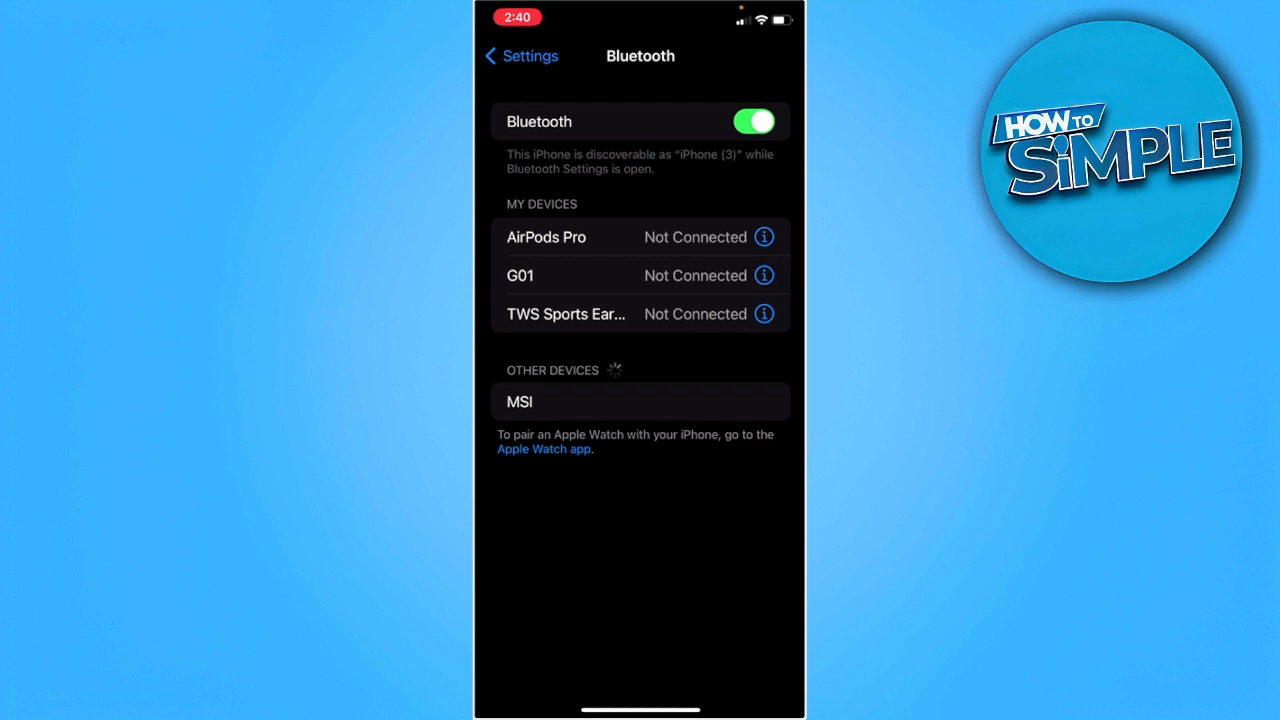 2:40
Settings
Bluetooth
Bluetooth
This iPhone is discoverable as "iPhone (3)" while
Bluetooth Settings is open.
MY DEVICES
AirPods Pro Not Connected
G01 Not Connected
TWS Sports Ear... Not Connected
OTHER DEVICES
MSI
To pair an Apple Watch with your iPhone, go to the
Apple Watch app.
HOW TO
SiMPLE